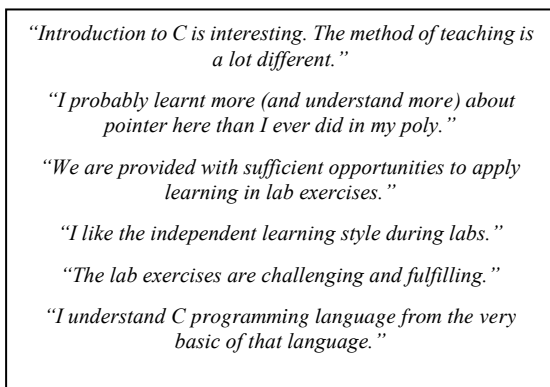 “Introduction to C is interesting. The method of teaching is
a lot different.”
“I probably learnt more (and understand more) about
pointer here than I ever did in my poly.”
“We are provided with sufficient opportunities to apply
learning in lab exercises.”
“I like the independent learning style during labs.”
“The lab exercises are challenging and fulfilling.”
“I understand C programming language from the very
basic of that language.”